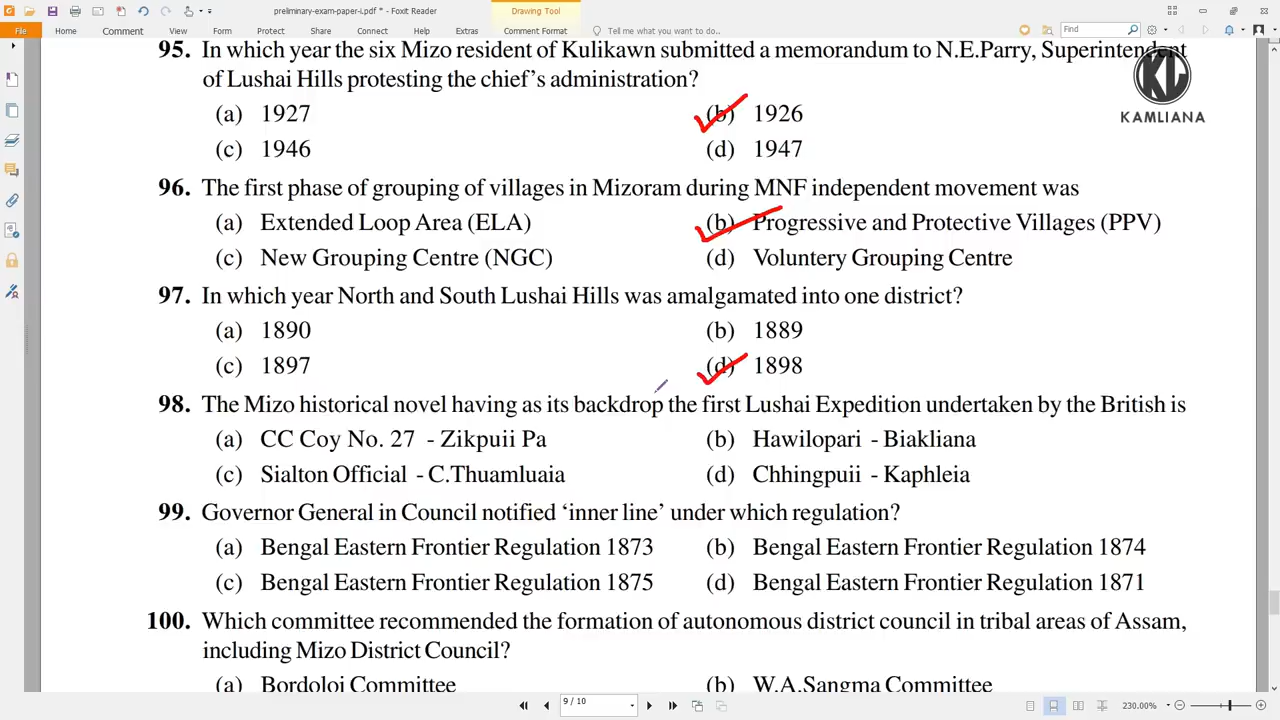 preliminary-exam-paper-i.pdf * - Foxit Reader
Drawing Tool
File
Home
Comment
View
Form
Protect
Share
Connect
Help
Extras
Comment Format
Tell me what you want to do...
Find
95. In which year the six Mizo resident of Kulikawn submitted a memorandum to N.E.Parry, Superintendent
of Lushai Hills protesting the chief's administration?
(a) 1927 (b) 1926
(c) 1946 (d) 1947
KAMLIANA
96. The first phase of grouping of villages in Mizoram during MNF independent movement was
(a) Extended Loop Area (ELA) (b) Progressive and Protective Villages (PPV)
(c) New Grouping Centre (NGC) (d) Voluntery Grouping Centre
97. In which year North and South Lushai Hills was amalgamated into one district?
(a) 1890 (b) 1889
(c) 1897 (d) 1898
98. The Mizo historical novel having as its backdrop the first Lushai Expedition undertaken by the British is
(a) CC Coy No. 27 - Zikpuii Pa (b) Hawilopari - Biakliana
(c) Sialton Official - C.Thuamluaia (d) Chhingpuii - Kaphleia
99. Governor General in Council notified 'inner line' under which regulation?
(a) Bengal Eastern Frontier Regulation 1873 (b) Bengal Eastern Frontier Regulation 1874
(c) Bengal Eastern Frontier Regulation 1875 (d) Bengal Eastern Frontier Regulation 1871
100. Which committee recommended the formation of autonomous district council in tribal areas of Assam,
including Mizo District Council?
(a) Bordoloi Committee (b) W.A.Sangma Committee
9 / 10
230.00%